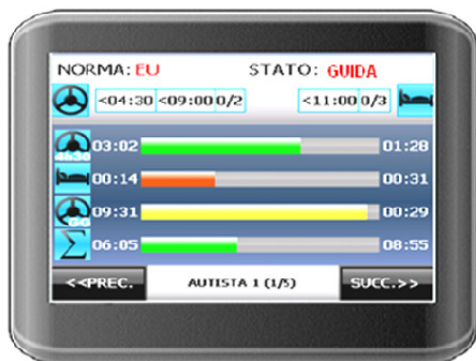 NORMA: EU STATO: GUIDA
<04:30 <09:00 0/2 <11:00 0/3
4h30 03:02 01:28
00:14 00:31
09:31 00:29
Σ 06:05 08:55
<<PREC. AUTISTA 1 (1/5) SUCC.>>